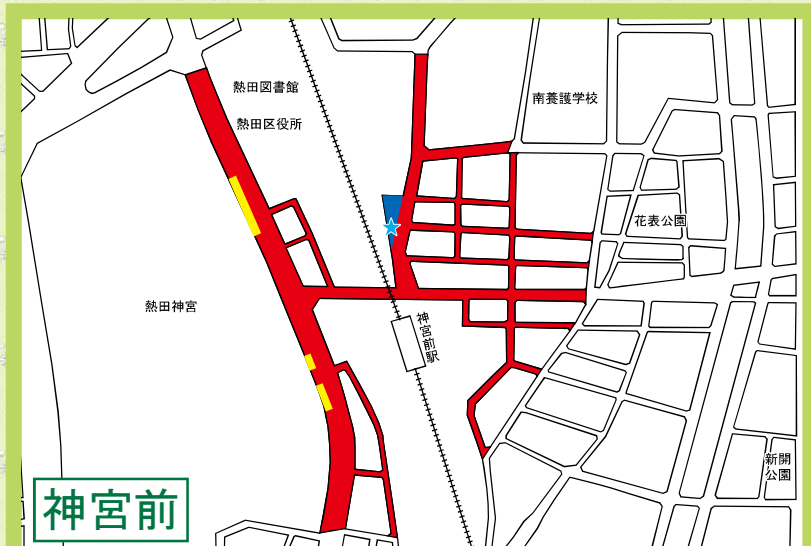 熱田図書館
熱田区役所
南養護学校
花表公園
熱田神宮
神宮前駅
新開
公園
神宮前